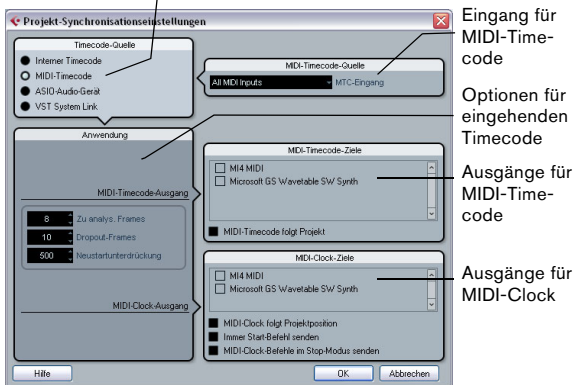 Projekt-Synchronisationseinstellungen
Timecode-Quelle
Interner Timecode
MIDI-Timecode
ASIO-Audio-Gerät
VST System Link
MIDI-Timecode-Quelle
All MIDI Inputs
MTC-Eingang
Anwendung
MIDI-Timecode-Ausgang
8 Zu analys. Frames
10 Dropout-Frames
500 Neustartunterdrückung
MIDI-Clock-Ausgang
MIDI-Timecode-Ziele
MI4 MIDI
Microsoft GS Wavetable SW Synth
MIDI-Timecode folgt Projekt
MIDI-Clock-Ziele
MI4 MIDI
Microsoft GS Wavetable SW Synth
MIDI-Clock folgt Projektposition
Immer Start-Befehl senden
MIDI-Clock-Befehle im Stop-Modus senden
Hilfe
OK
Abbrechen
Eingang für
MIDI-Time-
code
Optionen für
eingehenden
Timecode
Ausgänge für
MIDI-Time-
code
Ausgänge für
MIDI-Clock